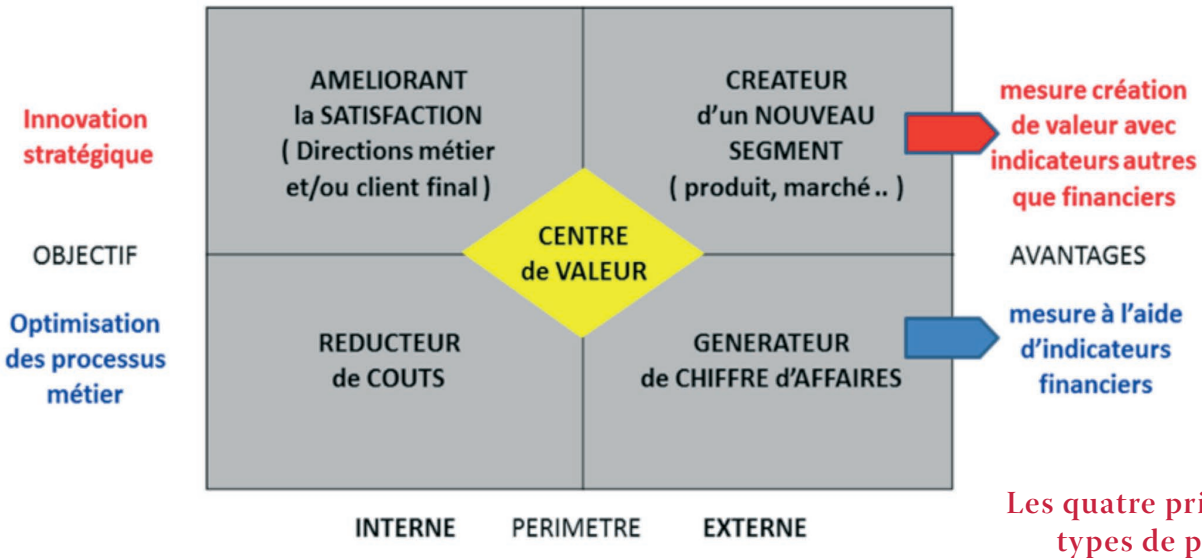 Innovation
stratégique
OBJECTIF
Optimisation
des processus
métier
AMELIORANT
la SATISFACTION
( Directions métier
et/ou client final )
CREATEUR
d'un NOUVEAU
SEGMENT
( produit, marché .. )
CENTRE
de VALEUR
REDUCTEUR
de COUTS
GENERATEUR
de CHIFFRE d'AFFAIRES
mesure création
de valeur avec
indicateurs autres
que financiers
AVANTAGES
mesure à l'aide
d'indicateurs
financiers
INTERNE PERIMETRE EXTERNE
Les quatre
types de